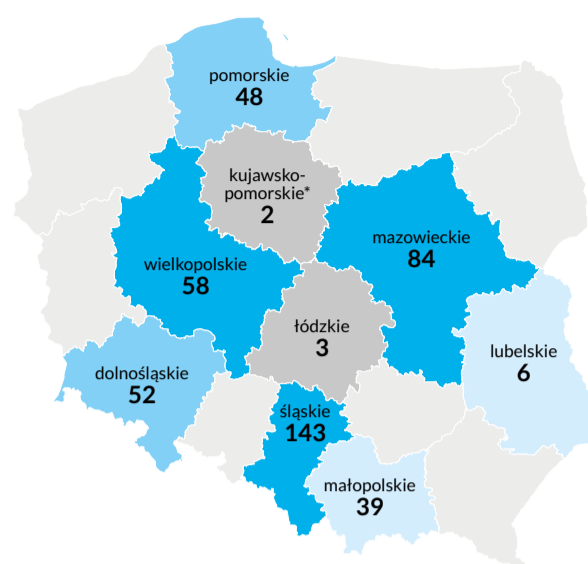 pomorskie
48
kujawsko-
pomorskie*
2
mazowieckie
84
wielkopolskie
58
łódzkie
3
lubelskie
6
dolnośląskie
52
śląskie
143
małopolskie
39